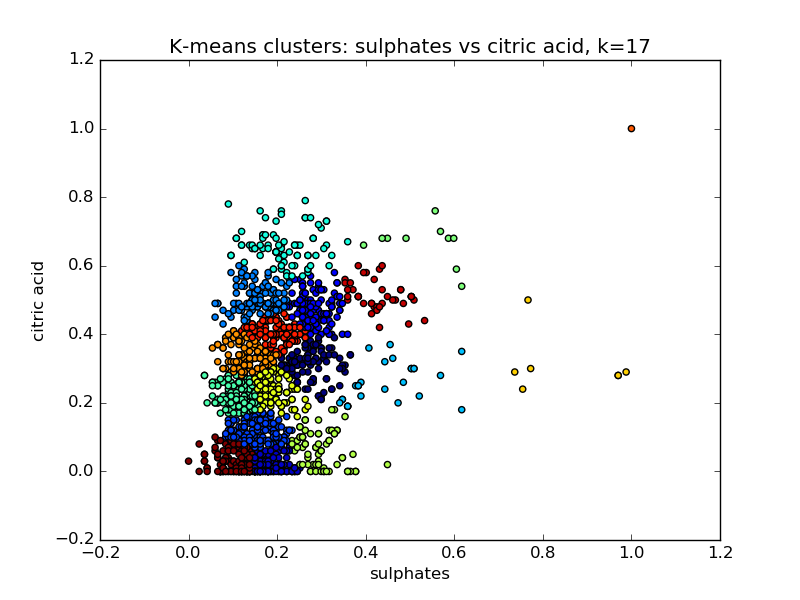 K-means clusters: sulphates vs citric acid, k=17
1.2
1.0
0.8
0.6
0.4
0.2
0.0
−0.2
citric acid
−0.2 0.0 0.2 0.4 0.6 0.8 1.0 1.2
sulphates